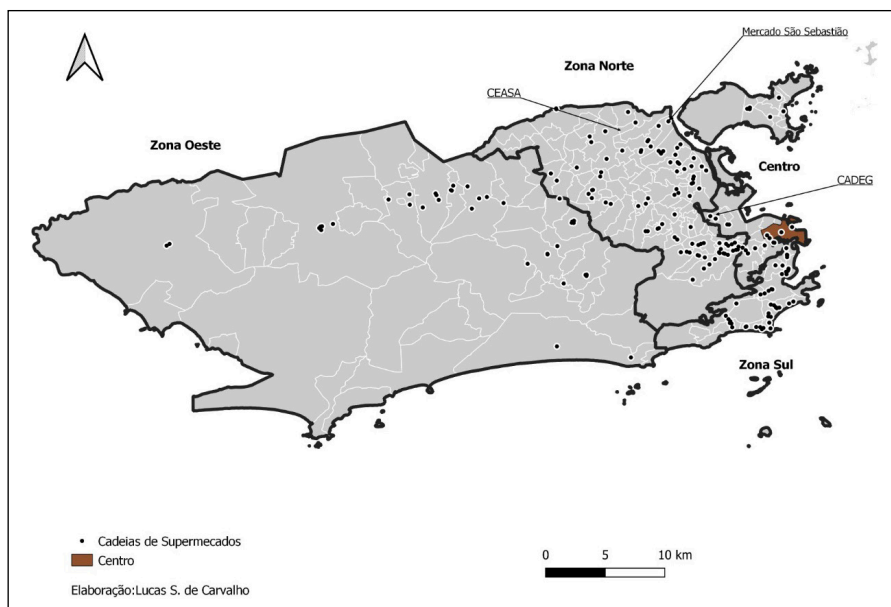 Mercado São Sebastião
Zona Norte
CEASA
Zona Oeste
Centro
CADEG
Zona Sul
Cadeias de Supermecados
Centro
0 5 10 km
Elaboração:Lucas S. de Carvalho